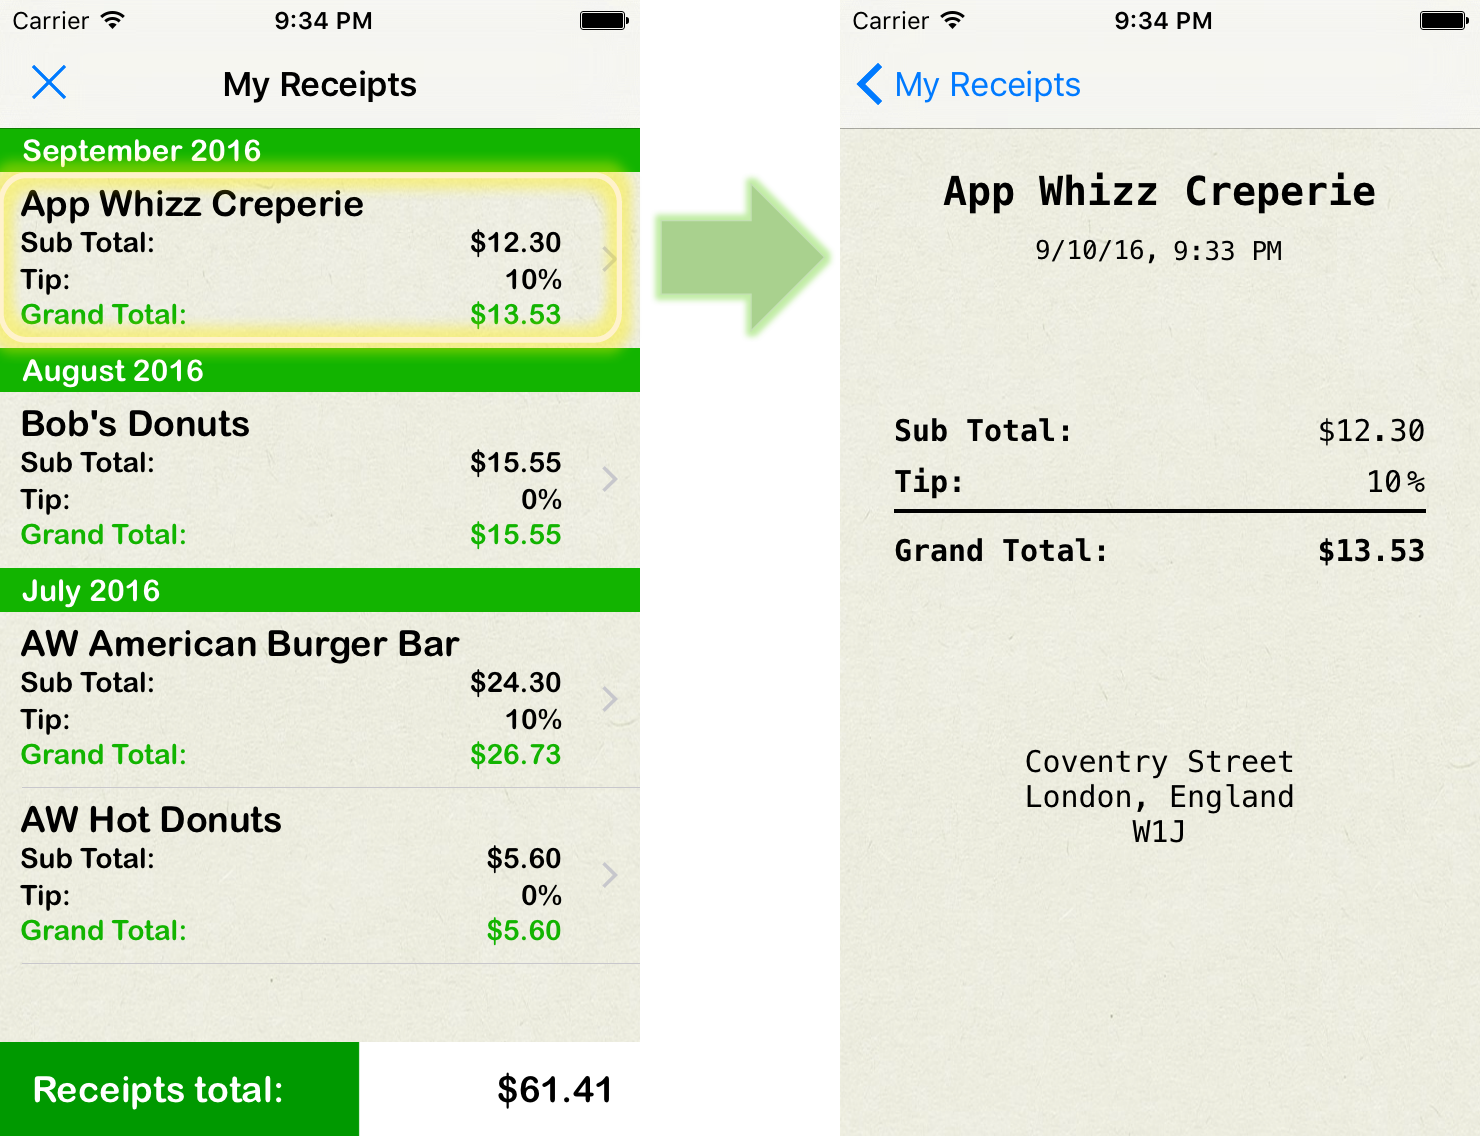 Carrier 9:34 PM
My Receipts
September 2016
App Whizz Creperie
Sub Total: $12.30
Tip: 10%
Grand Total: $13.53
August 2016
Bob's Donuts
Sub Total: $15.55
Tip: 0%
Grand Total: $15.55
July 2016
AW American Burger Bar
Sub Total: $24.30
Tip: 10%
Grand Total: $26.73
AW Hot Donuts
Sub Total: $5.60
Tip: 0%
Grand Total: $5.60
Receipts total: $61.41
Carrier 9:34 PM
My Receipts
App Whizz Creperie
9/10/16, 9:33 PM
Sub Total: $12.30
Tip: 10%
Grand Total: $13.53
Coventry Street
London, England
W1J